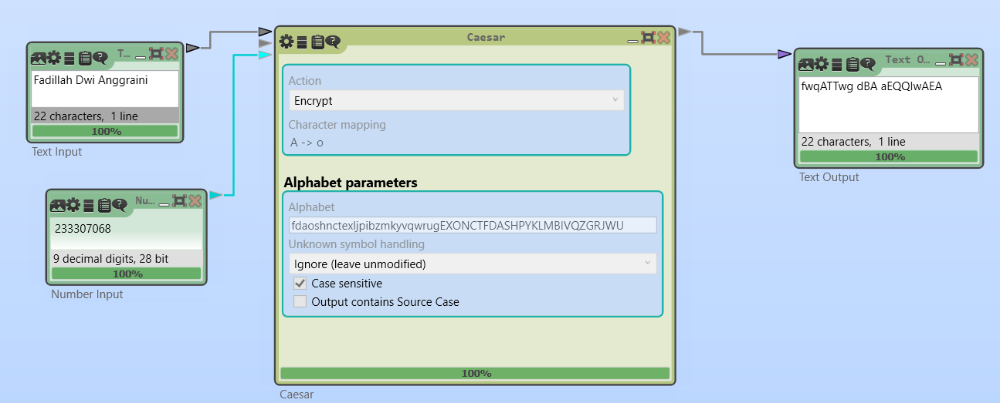 T...
Fadillah Dwi Anggraini
22 characters,  1 line
100%
Text Input
Nu...
233307068
9 decimal digits, 28 bit
100%
Number Input
Caesar
Action
Encrypt
Character mapping
A -> o
Alphabet parameters
Alphabet
fdaoshnctexljpibzmkyvqwrugEXONCTFDASHPYKLMBIVQZGRJWU
Unknown symbol handling
Ignore (leave unmodified)
Case sensitive
Output contains Source Case
100%
Caesar
Text O...
fwqATTwg dBA aEQQIwAEA
22 characters,  1 line
100%
Text Output